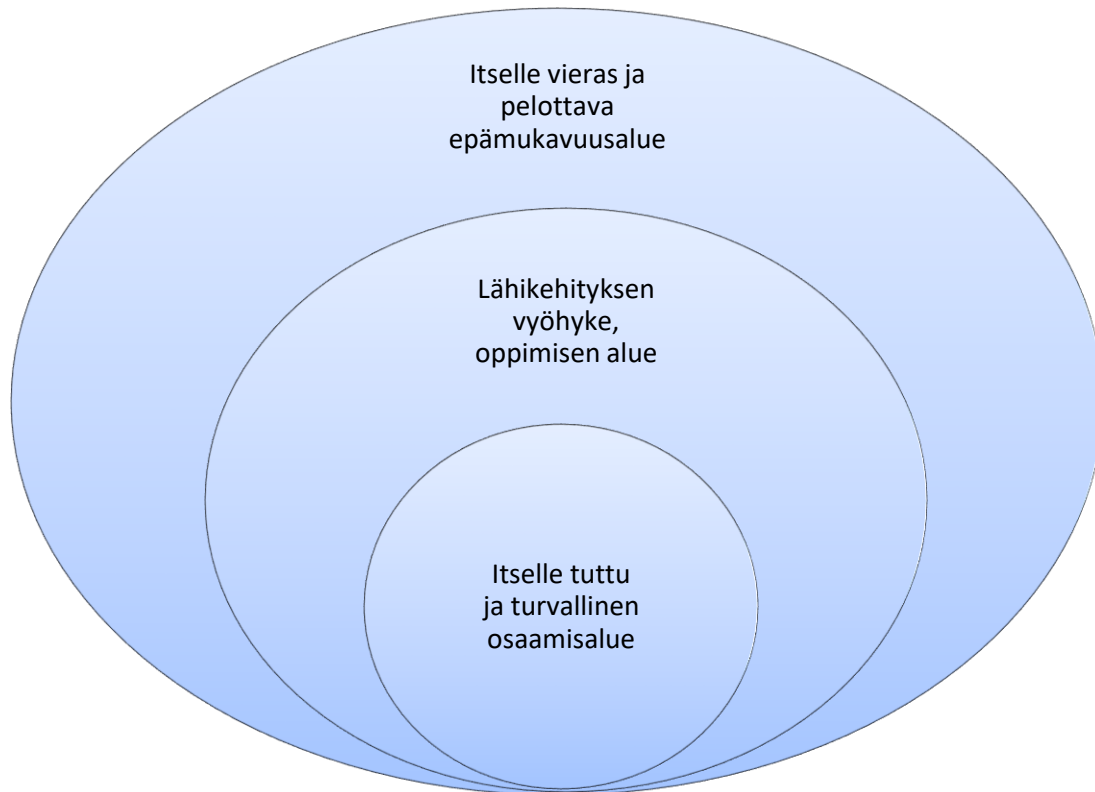 Itselle vieras ja
pelottava
epämukavuusalue
Lähikehityksen
vyöhyke,
oppimisen alue
Itselle tuttu
ja turvallinen
osaamisalue